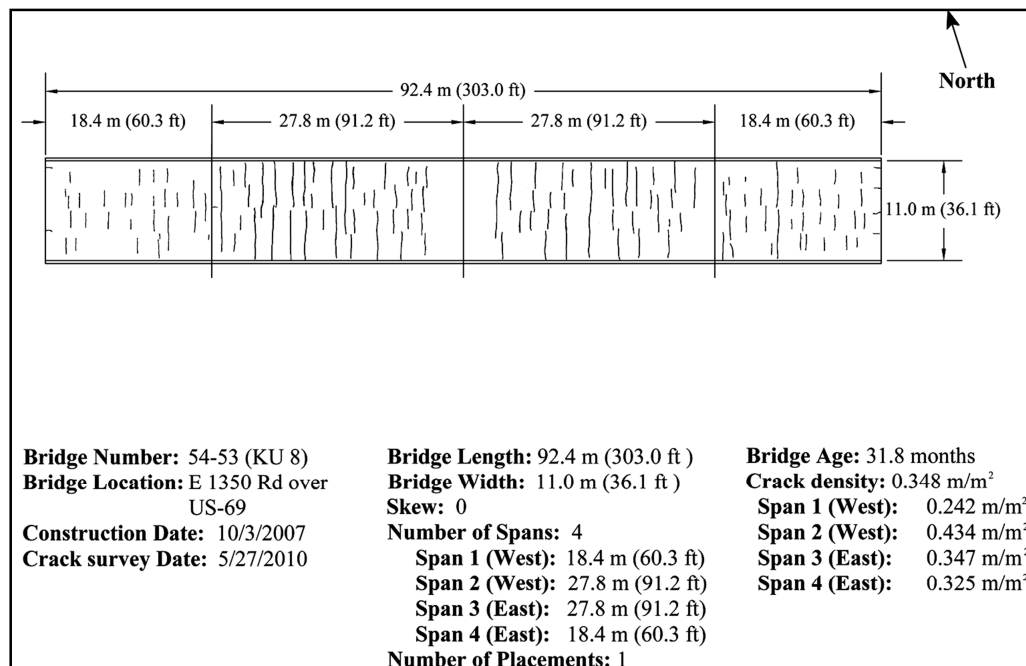 North
92.4 m (303.0 ft)
18.4 m (60.3 ft) 27.8 m (91.2 ft) 27.8 m (91.2 ft) 18.4 m (60.3 ft)
11.0 m (36.1 ft)
Bridge Number: 54-53 (KU 8)
Bridge Location: E 1350 Rd over
US-69
Construction Date: 10/3/2007
Crack survey Date: 5/27/2010
Bridge Length: 92.4 m (303.0 ft )
Bridge Width: 11.0 m (36.1 ft )
Skew: 0
Number of Spans: 4
Span 1 (West): 18.4 m (60.3 ft)
Span 2 (West): 27.8 m (91.2 ft)
Span 3 (East): 27.8 m (91.2 ft)
Span 4 (East): 18.4 m (60.3 ft)
Number of Placements: 1
Bridge Age: 31.8 months
Crack density: 0.348 m/m²
Span 1 (West): 0.242 m/m²
Span 2 (West): 0.434 m/m²
Span 3 (East): 0.347 m/m²
Span 4 (East): 0.325 m/m²